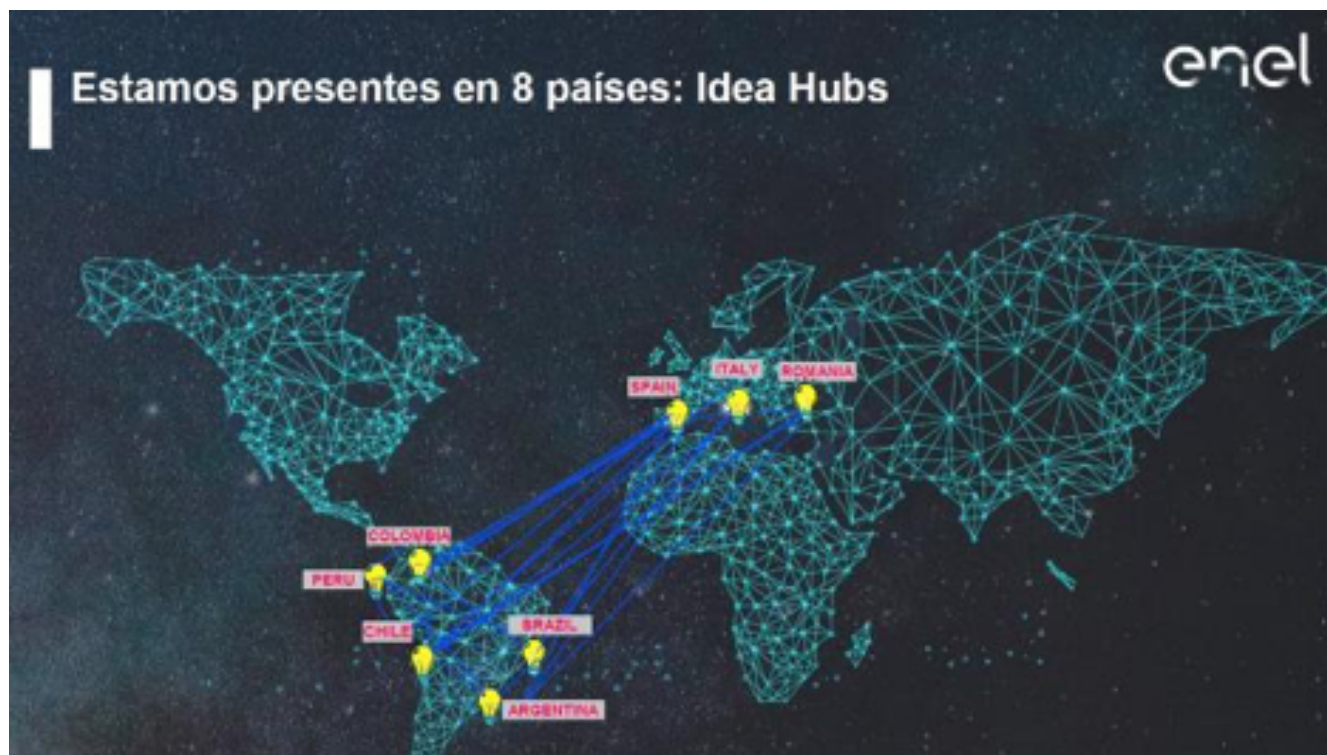 Estamos presentes en 8 países: Idea Hubs
enel
SPAIN
ITALY
ROMANIA
COLOMBIA
PERU
CHILE
BRAZIL
ARGENTINA